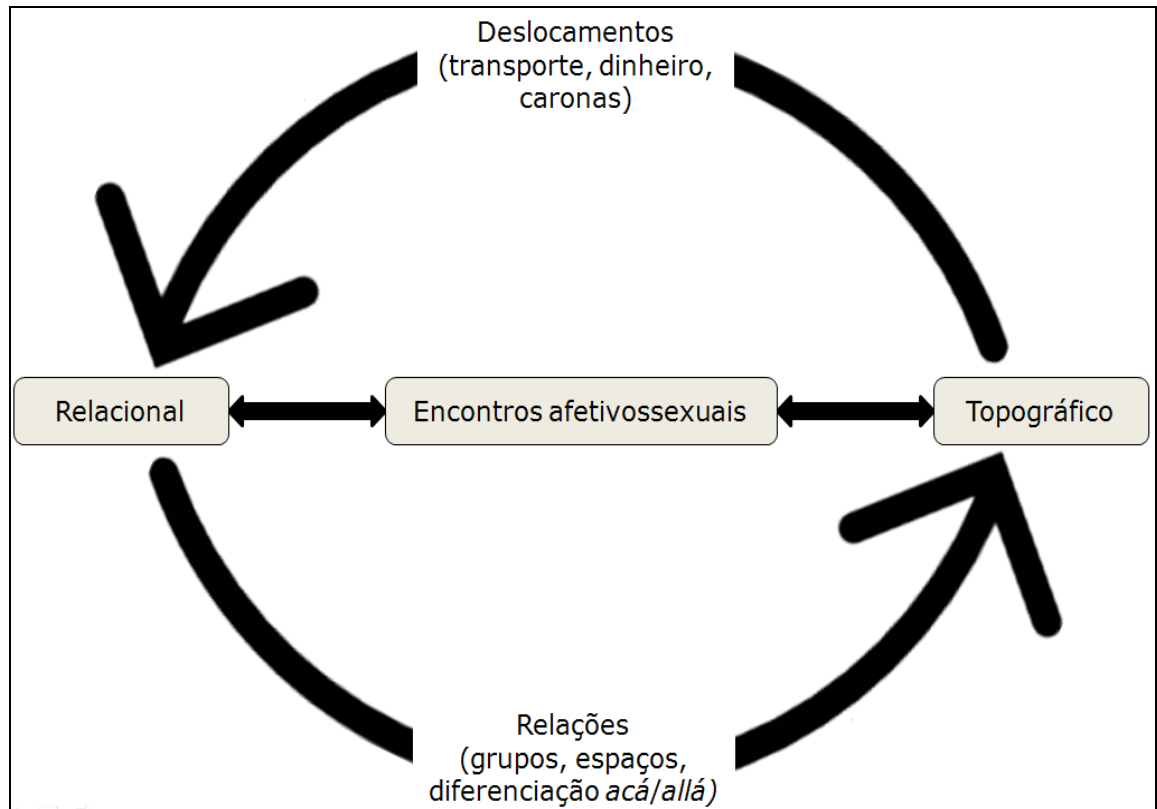 Deslocamentos
(transporte, dinheiro,
caronas)
Relacional
Encontros afetivossexuais
Topográfico
Relações
(grupos, espaços,
diferenciação acá/allá)